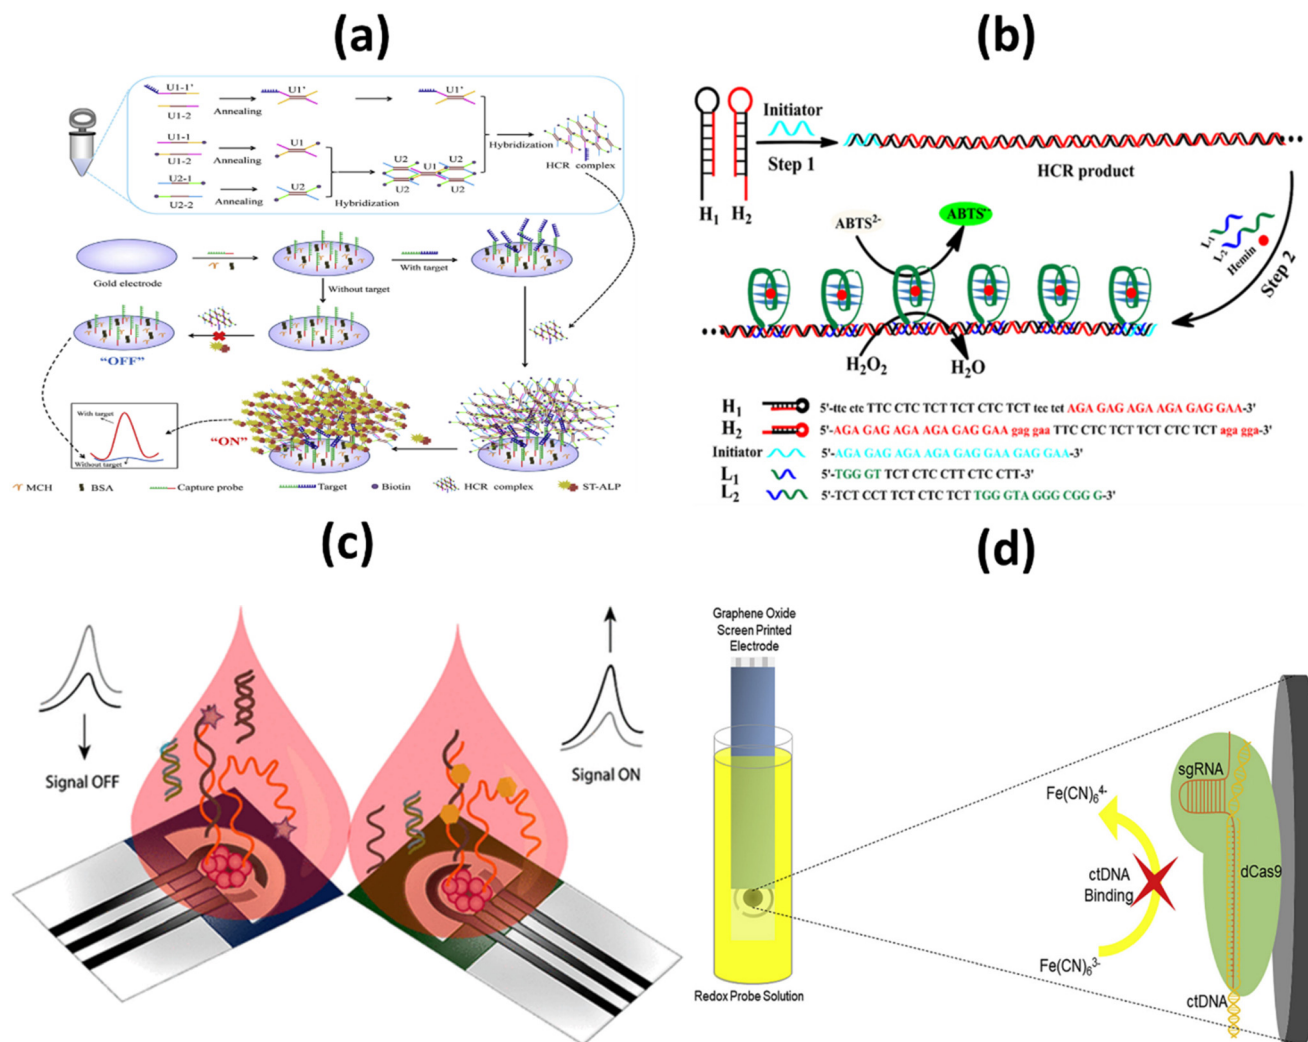 (a)
U1-1'
U1-2
Annealing
U1'
U1'
U1-1
U1-2
Annealing
U1
U2-1
U2-2
Annealing
U2
Hybridization
U2
U1
U2
U2
U2
Hybridization
HCR complex
Gold electrode
With target
Without target
"OFF"
With target
Without target
"ON"
MCH
BSA
Capture probe
Target
Biotin
HCR complex
ST-ALP
(b)
H1
H2
Initiator
Step 1
HCR product
L1
L2
Hemin
Step 2
ABTS2-
ABTS•-
H2O2
H2O
H1 5'-ttc ctc TTC CTC TCT TCT CTC TCT tcc tct AGA GAG AGA AGA GAG GAA-3'
H2 5'-AGA GAG AGA AGA GAG GAA gag gaa TTC CTC TCT TCT CTC TCT aga gga-3'
Initiator 5'-AGA GAG AGA AGA GAG GAA GAG GAA-3'
L1 5'-TGG GT TCT CTC CTT CTC CTT-3'
L2 5'-TCT CCT TCT CTC TCT TGG GTA GGG CGG G-3'
(c)
Signal OFF
Signal ON
(d)
Graphene Oxide
Screen Printed
Electrode
Redox Probe Solution
Fe(CN)6 4-
ctDNA
Binding
Fe(CN)6 3-
sgRNA
dCas9
ctDNA